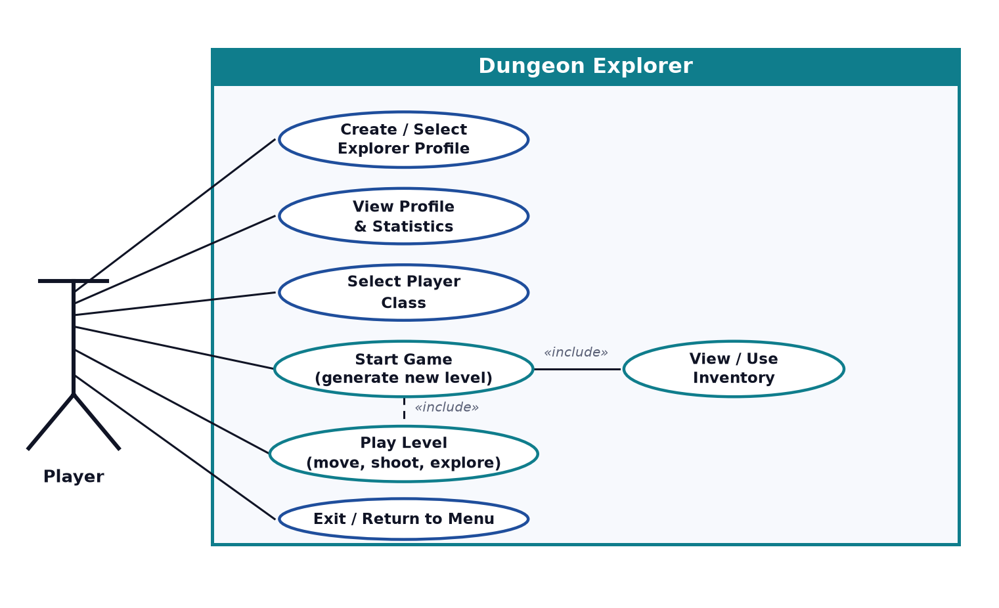 Dungeon Explorer
Create / Select
Explorer Profile
View Profile
& Statistics
Select Player
Class
Start Game
(generate new level)
«include»
View / Use
Inventory
«include»
Play Level
(move, shoot, explore)
Player
Exit / Return to Menu